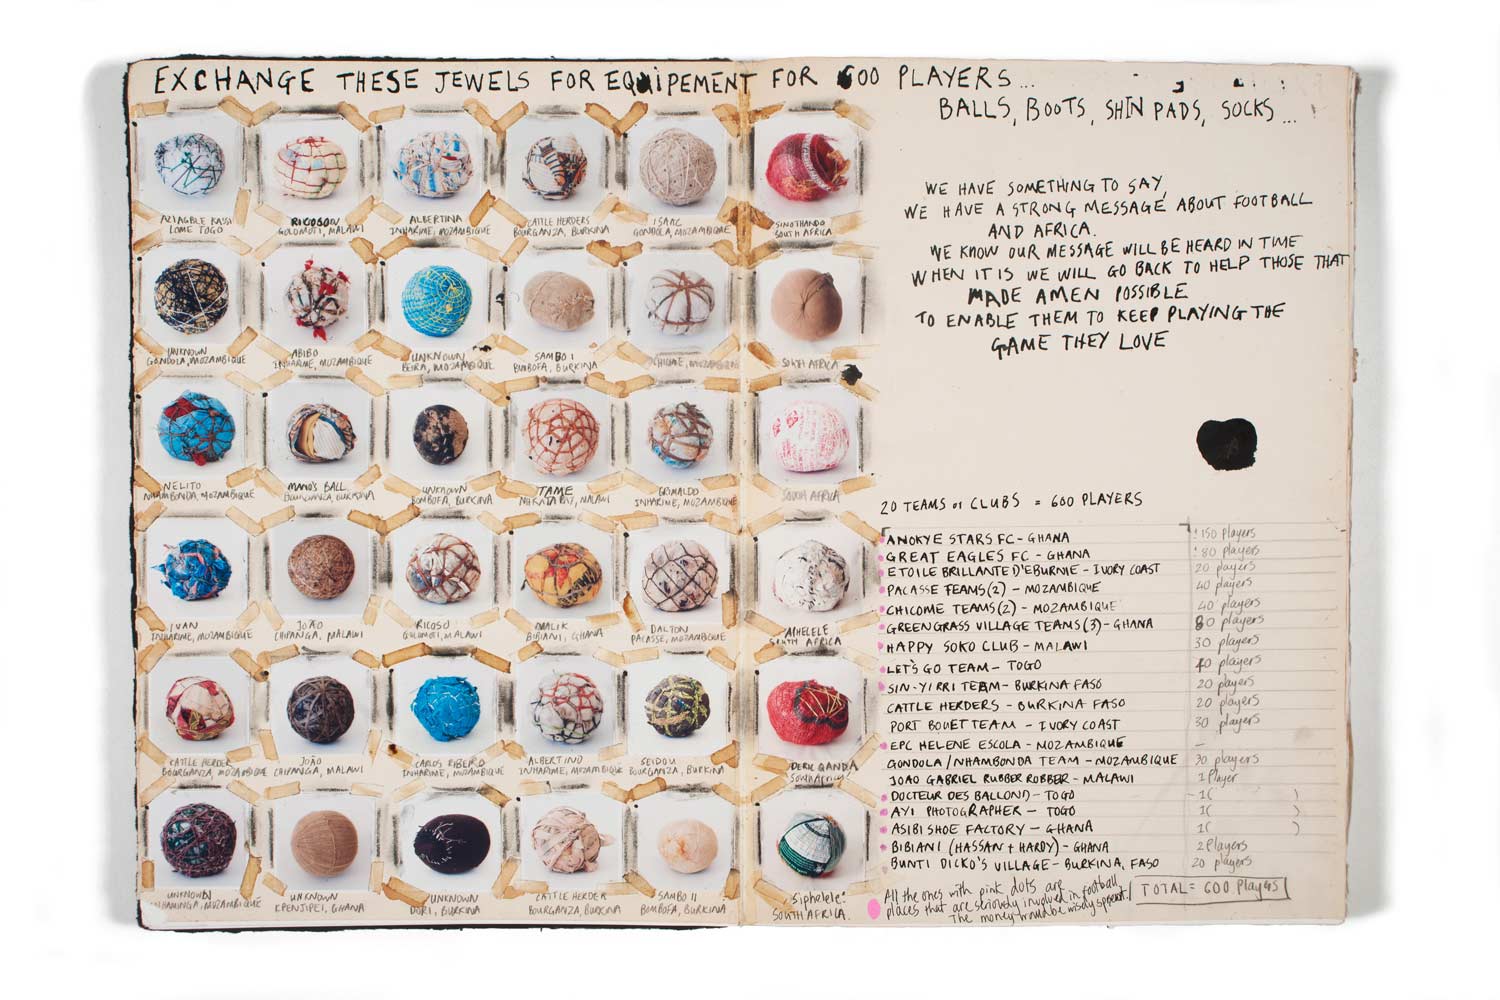 EXCHANGE THESE JEWELS FOR EQUIPEMENT FOR 600 PLAYERS...
BALLS, BOOTS, SHIN PADS, SOCKS...
WE HAVE SOMETHING TO SAY,
WE HAVE A STRONG MESSAGE ABOUT FOOTBALL
AND AFRICA.
WE KNOW OUR MESSAGE WILL BE HEARD IN TIME
WHEN IT IS WE WILL GO BACK TO HELP THOSE THAT
MADE AMEN POSSIBLE
TO ENABLE THEM TO KEEP PLAYING THE
GAME THEY LOVE
LOME TOGO
RICOSON
GOLOMOTI, MALAWI
ALBERTINA
INHARIME, MOZAMBIQUE
CATTLE HERDERS
BOURGANZA, BURKINA
ISAAC
GONDOLA, MOZAMBIQUE
SINOTHANDO
SOUTH AFRICA
UNKNOWN
GONDOLA, MOZAMBIQUE
ABIBO
INHARIME, MOZAMBIQUE
UNKNOWN
BEIRA, MOZAMBIQUE
SAMBO I
BOMBOFA, BURKINA
SOUTH AFRICA
NELITO
NHAMBONDA, MOZAMBIQUE
MANO'S BALL
BOURGANZA, BURKINA
UNKNOWN
BOMBOFA, BURKINA
TAME
NKHATA BAY, MALAWI
GRIMALDO
INHARIME, MOZAMBIQUE
SOUTH AFRICA
IVAN
INHARIME, MOZAMBIQUE
JOÃO
CHIPANGA, MALAWI
RICOSO
GOLOMOTI, MALAWI
MALIK
BIBIANI, GHANA
DALTON
PACASSE, MOZAMBIQUE
SOUTH AFRICA
CATTLE HERDER
BOURGANZA, MOZAMBIQUE
JOÃO
CHIPANGA, MALAWI
CARLOS RIBEIRO
INHARIME, MOZAMBIQUE
ALBERTINO
INHARIME, MOZAMBIQUE
SEIDOU
BOURGANZA, BURKINA
SOUTH AFRICA
UNKNOWN
INHAMINGA, MOZAMBIQUE
UNKNOWN
KPENJIPEI, GHANA
UNKNOWN
DORI, BURKINA
CATTLE HERDER
BOURGANZA, BURKINA
SAMBO II
BOMBOFA, BURKINA
Siphelele
SOUTH AFRICA.
20 TEAMS or CLUBS = 600 PLAYERS
ANOKYE STARS FC - GHANA ± 150 players
GREAT EAGLES FC - GHANA ± 80 players
ETOILE BRILLANTE D'EBURNIE - IVORY COAST 20 players
PACASSE TEAMS (2) - MOZAMBIQUE 40 players
CHICOME TEAMS (2) - MOZAMBIQUE 40 players
GREENGRASS VILLAGE TEAMS (3) - GHANA 80 players
HAPPY SOKO CLUB - MALAWI 30 players
LET'S GO TEAM - TOGO 40 players
SIN-YIRRI TEAM - BURKINA FASO 20 players
CATTLE HERDERS - BURKINA FASO 20 players
PORT BOUET TEAM - IVORY COAST 30 players
EPC HELENE ESCOLA - MOZAMBIQUE -
GONDOLA/NHAMBONDA TEAM - MOZAMBIQUE 30 players
JOAO GABRIEL RUBBER ROBBER - MALAWI 1 Player
DOCTEUR DES BALLOND - TOGO - 1( )
AYI PHOTOGRAPHER - TOGO 1( )
ASIBI SHOE FACTORY - GHANA 1( )
BIBIANI (HASSAN + HARDY) - GHANA 2 Players
BUNTI DICKO'S VILLAGE - BURKINA, FASO 20 players
All the ones with pink dots are
places that are seriously involved in football.
The money would be wisely spent!
TOTAL = 600 Players